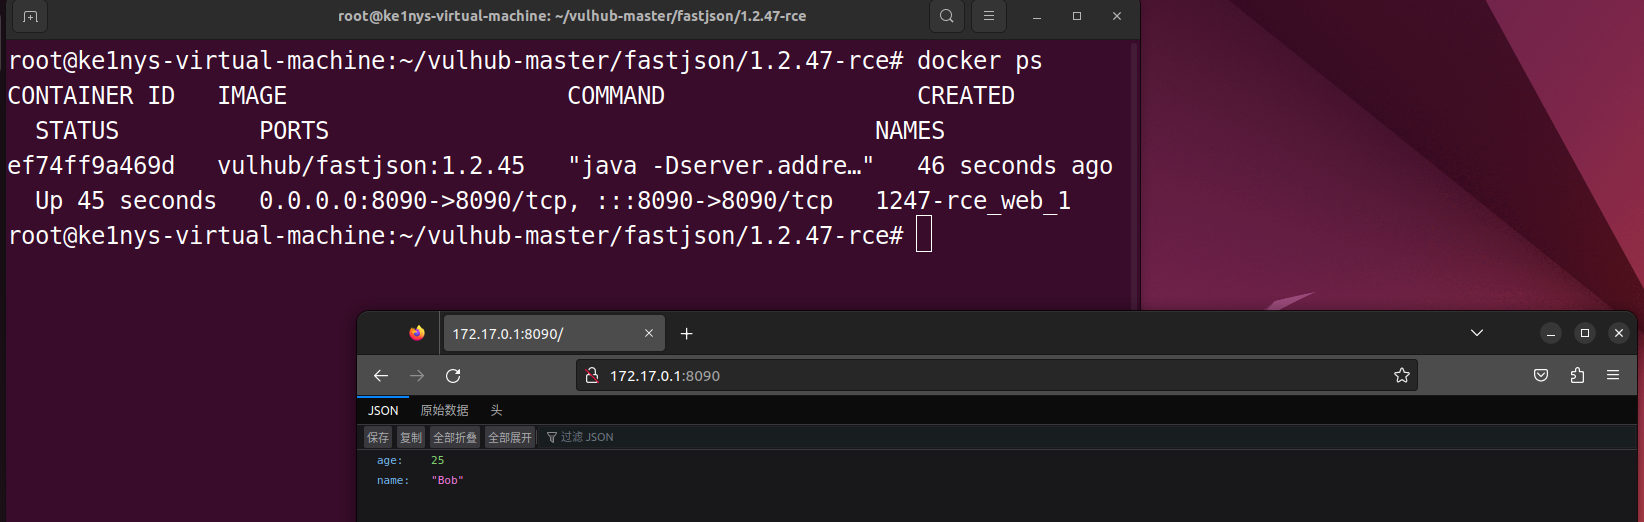 root@ke1nys-virtual-machine: ~/vulhub-master/fastjson/1.2.47-rce
root@ke1nys-virtual-machine:~/vulhub-master/fastjson/1.2.47-rce# docker ps
CONTAINER ID   IMAGE                    COMMAND                  CREATED
  STATUS          PORTS                                       NAMES
ef74ff9a469d   vulhub/fastjson:1.2.45   "java -Dserver.addre…"   46 seconds ago
  Up 45 seconds   0.0.0.0:8090->8090/tcp, :::8090->8090/tcp   1247-rce_web_1
root@ke1nys-virtual-machine:~/vulhub-master/fastjson/1.2.47-rce#
172.17.0.1:8090/
172.17.0.1:8090
JSON 原始数据 头
保存 复制 全部折叠 全部展开 过滤 JSON
age: 25
name: "Bob"